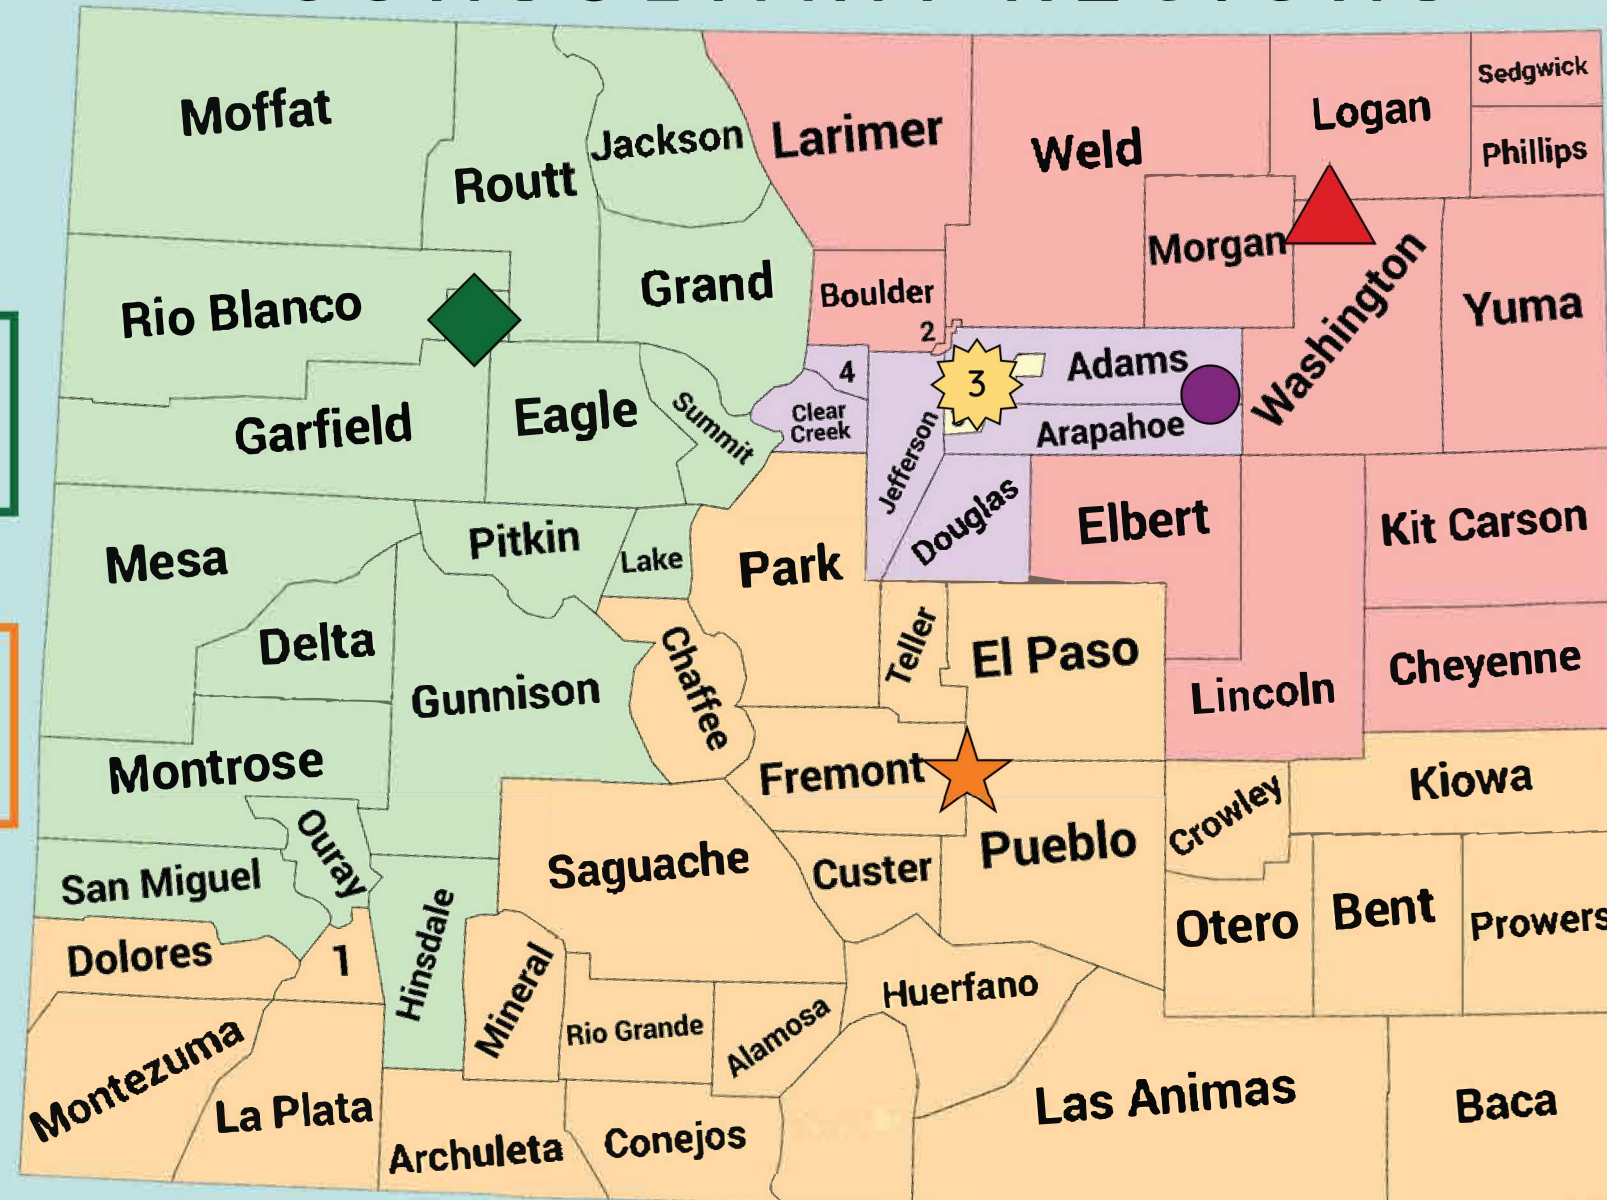 Moffat
Routt
Jackson
Larimer
Weld
Logan
Sedgwick
Phillips
Morgan
Rio Blanco
Grand
Boulder
2
Washington
Yuma
Garfield
Eagle
Summit
4
Clear
Creek
Jefferson
3
Adams
Arapahoe
Mesa
Pitkin
Lake
Park
Douglas
Elbert
Kit Carson
Delta
Gunnison
Chaffee
Teller
El Paso
Lincoln
Cheyenne
Montrose
Ouray
Fremont
Pueblo
Crowley
Kiowa
San Miguel
Hinsdale
Saguache
Custer
Otero
Bent
Prowers
Dolores
1
Mineral
Rio Grande
Alamosa
Huerfano
Montezuma
La Plata
Archuleta
Conejos
Las Animas
Baca